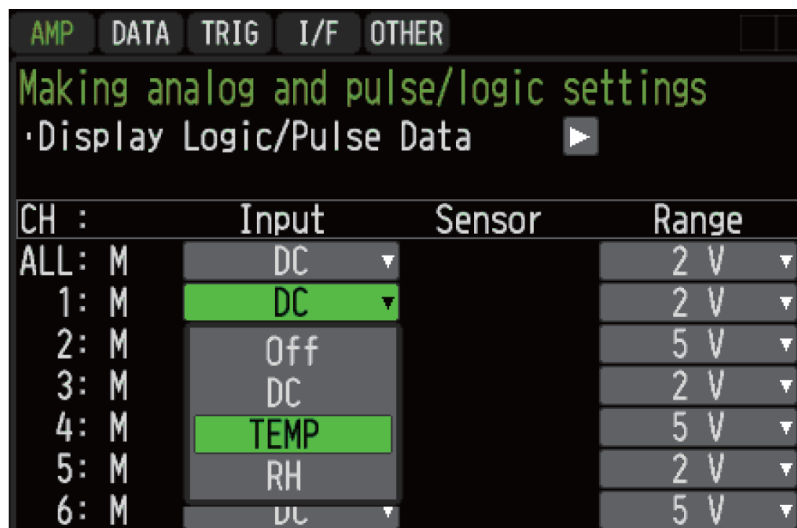 AMP DATA TRIG I/F OTHER
Making analog and pulse/logic settings
·Display Logic/Pulse Data
CH : Input Sensor Range
ALL: M DC 2 V
1: M DC 2 V
2: M Off 5 V
3: M DC 2 V
4: M TEMP 5 V
5: M RH 2 V
6: M DC 5 V